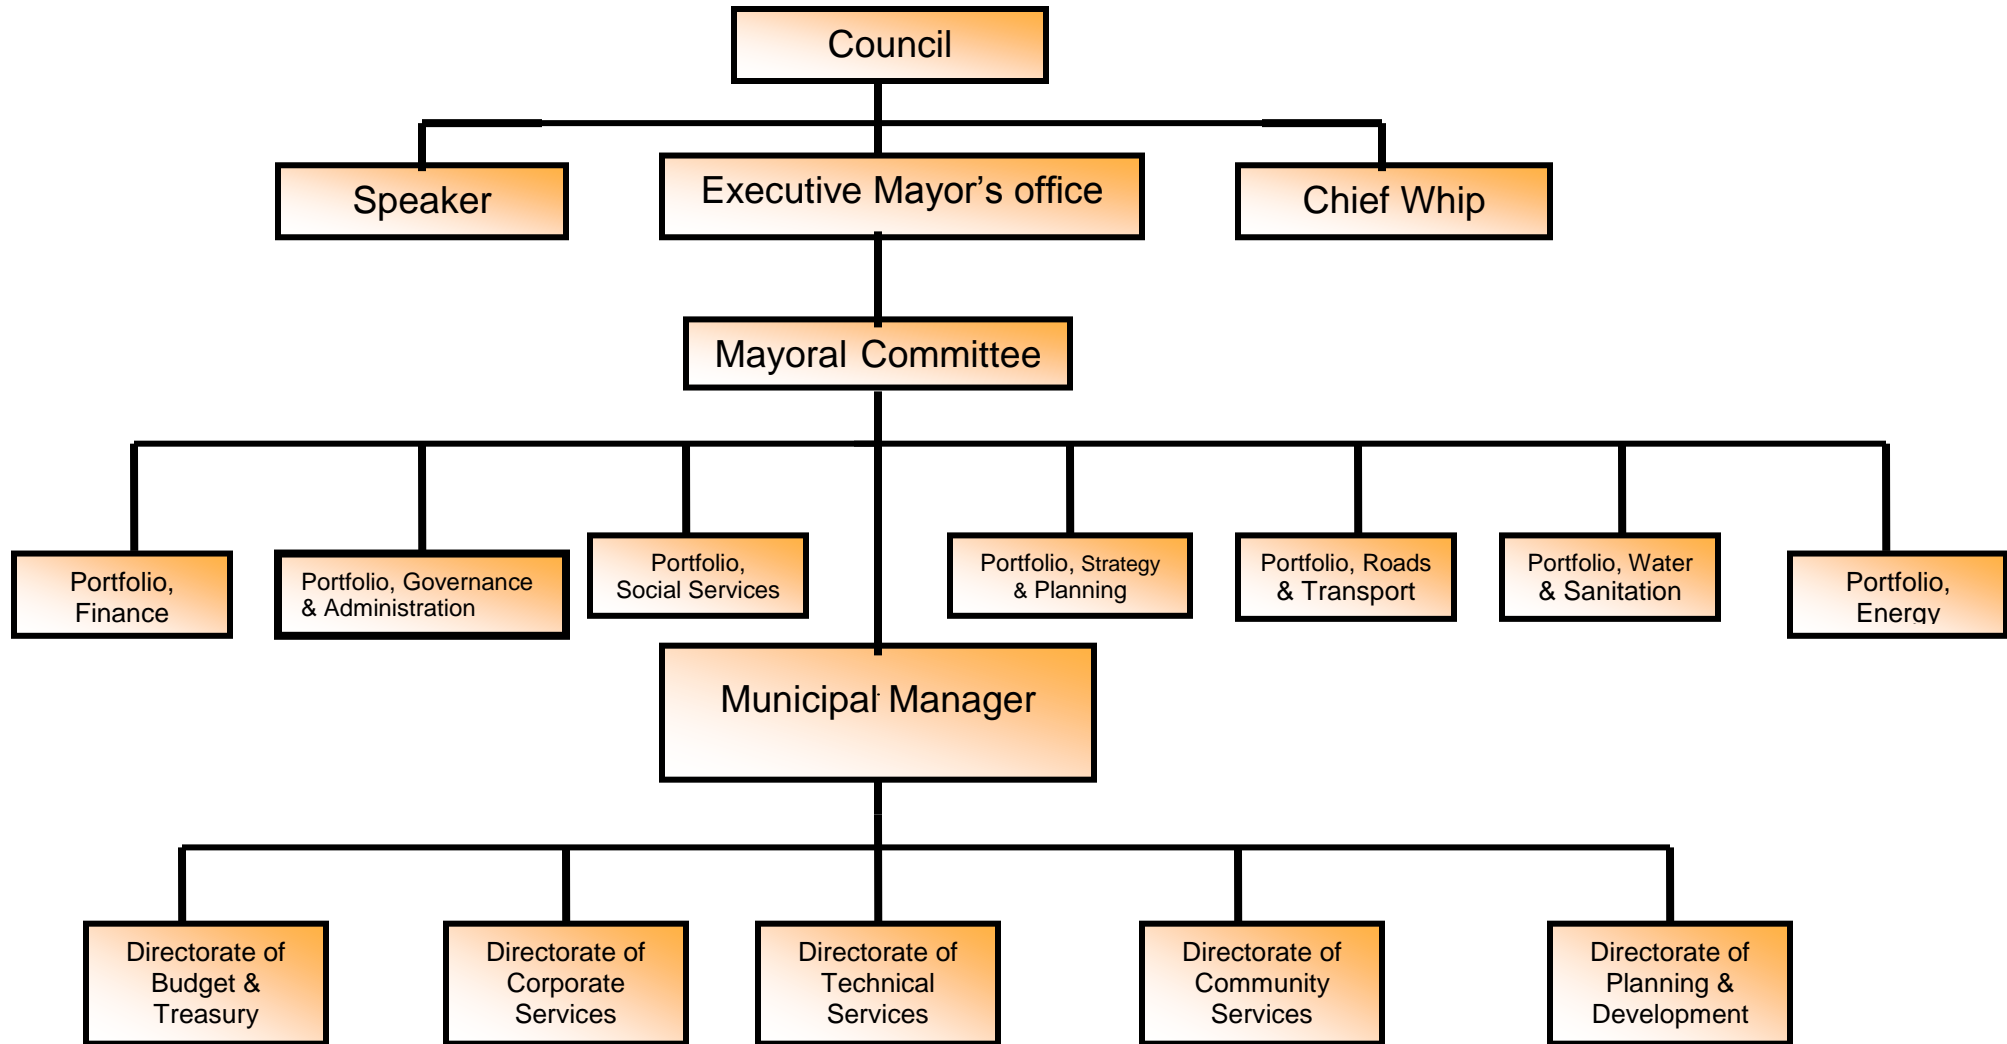 Council
Speaker
Executive Mayor’s office
Chief Whip
Mayoral Committee
Portfolio,
Finance
Portfolio, Governance
& Administration
Portfolio,
Social Services
Portfolio, Strategy
& Planning
Portfolio, Roads
& Transport
Portfolio, Water
& Sanitation
Portfolio,
Energy
Municipal Manager
Directorate of
Budget &
Treasury
Directorate of
Corporate
Services
Directorate of
Technical
Services
Directorate of
Community
Services
Directorate of
Planning &
Development